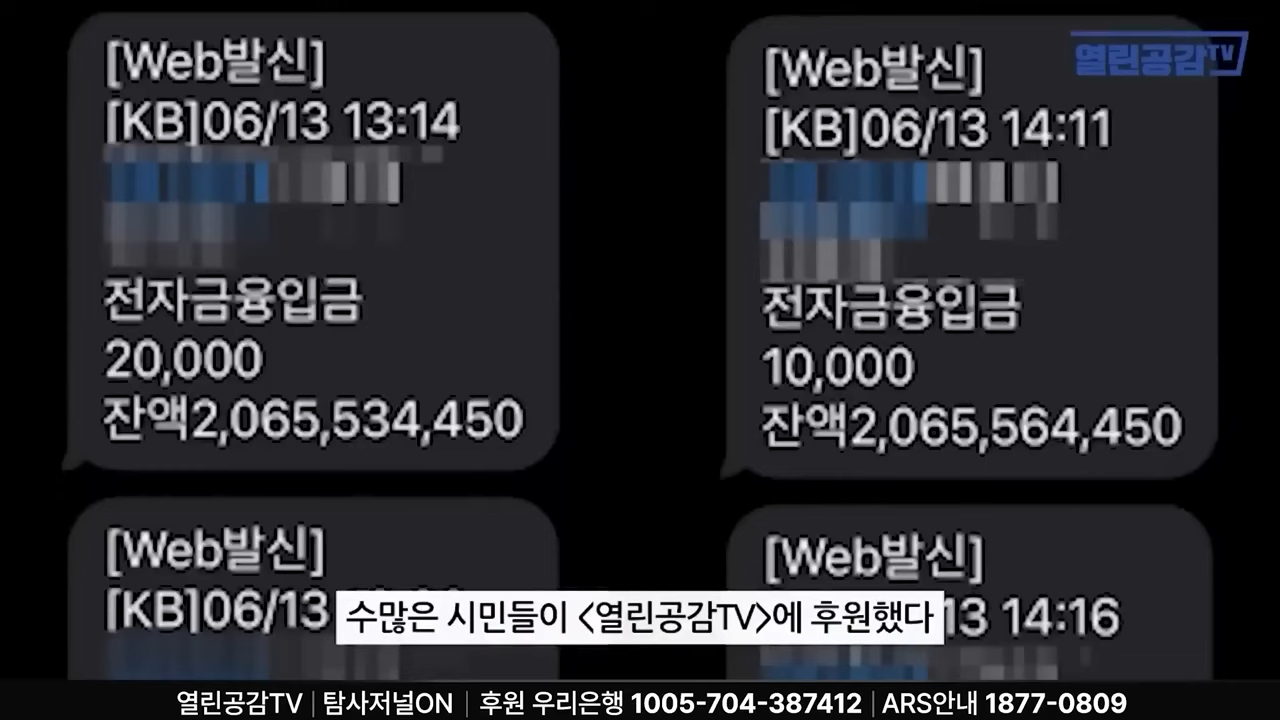 [Web발신]
[KB]06/13 13:14
전자금융입금
20,000
잔액2,065,534,450
열린공감TV
[Web발신]
[KB]06/13 14:11
전자금융입금
10,000
잔액2,065,564,450
[Web발신]
[KB]06/13
[Web발신]
13 14:16
수많은 시민들이 <열린공감TV>에 후원했다
열린공감TV | 탐사저널ON | 후원 우리은행 1005-704-387412 | ARS안내 1877-0809